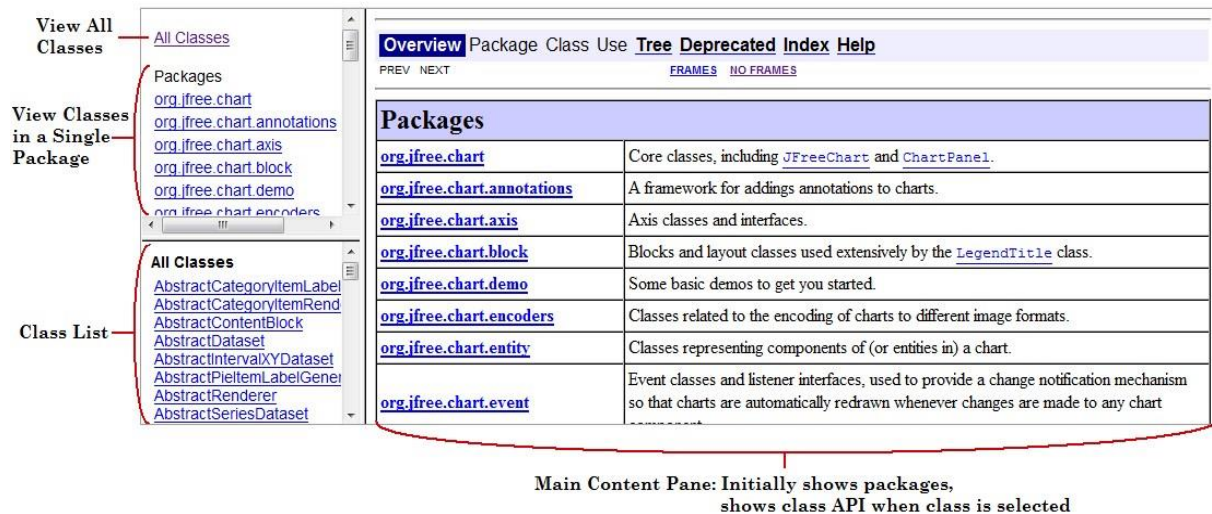 View All
Classes
All Classes
View Classes
in a Single
Package
Packages
org.jfree.chart
org.jfree.chart.annotations
org.jfree.chart.axis
org.jfree.chart.block
org.jfree.chart.demo
org.jfree.chart.encoders
Class List
All Classes
AbstractCategoryItemLabel
AbstractCategoryItemRende
AbstractContentBlock
AbstractDataset
AbstractIntervalXYDataset
AbstractPieItemLabelGener
AbstractRenderer
AbstractSeriesDataset
Overview Package Class Use Tree Deprecated Index Help
PREV NEXT FRAMES NO FRAMES
Packages
org.jfree.chart Core classes, including JFreeChart and ChartPanel.
org.jfree.chart.annotations A framework for addings annotations to charts.
org.jfree.chart.axis Axis classes and interfaces.
org.jfree.chart.block Blocks and layout classes used extensively by the LegendTitle class.
org.jfree.chart.demo Some basic demos to get you started.
org.jfree.chart.encoders Classes related to the encoding of charts to different image formats.
org.jfree.chart.entity Classes representing components of (or entities in) a chart.
org.jfree.chart.event Event classes and listener interfaces, used to provide a change notification mechanism
so that charts are automatically redrawn whenever changes are made to any chart
Main Content Pane: Initially shows packages,
shows class API when class is selected